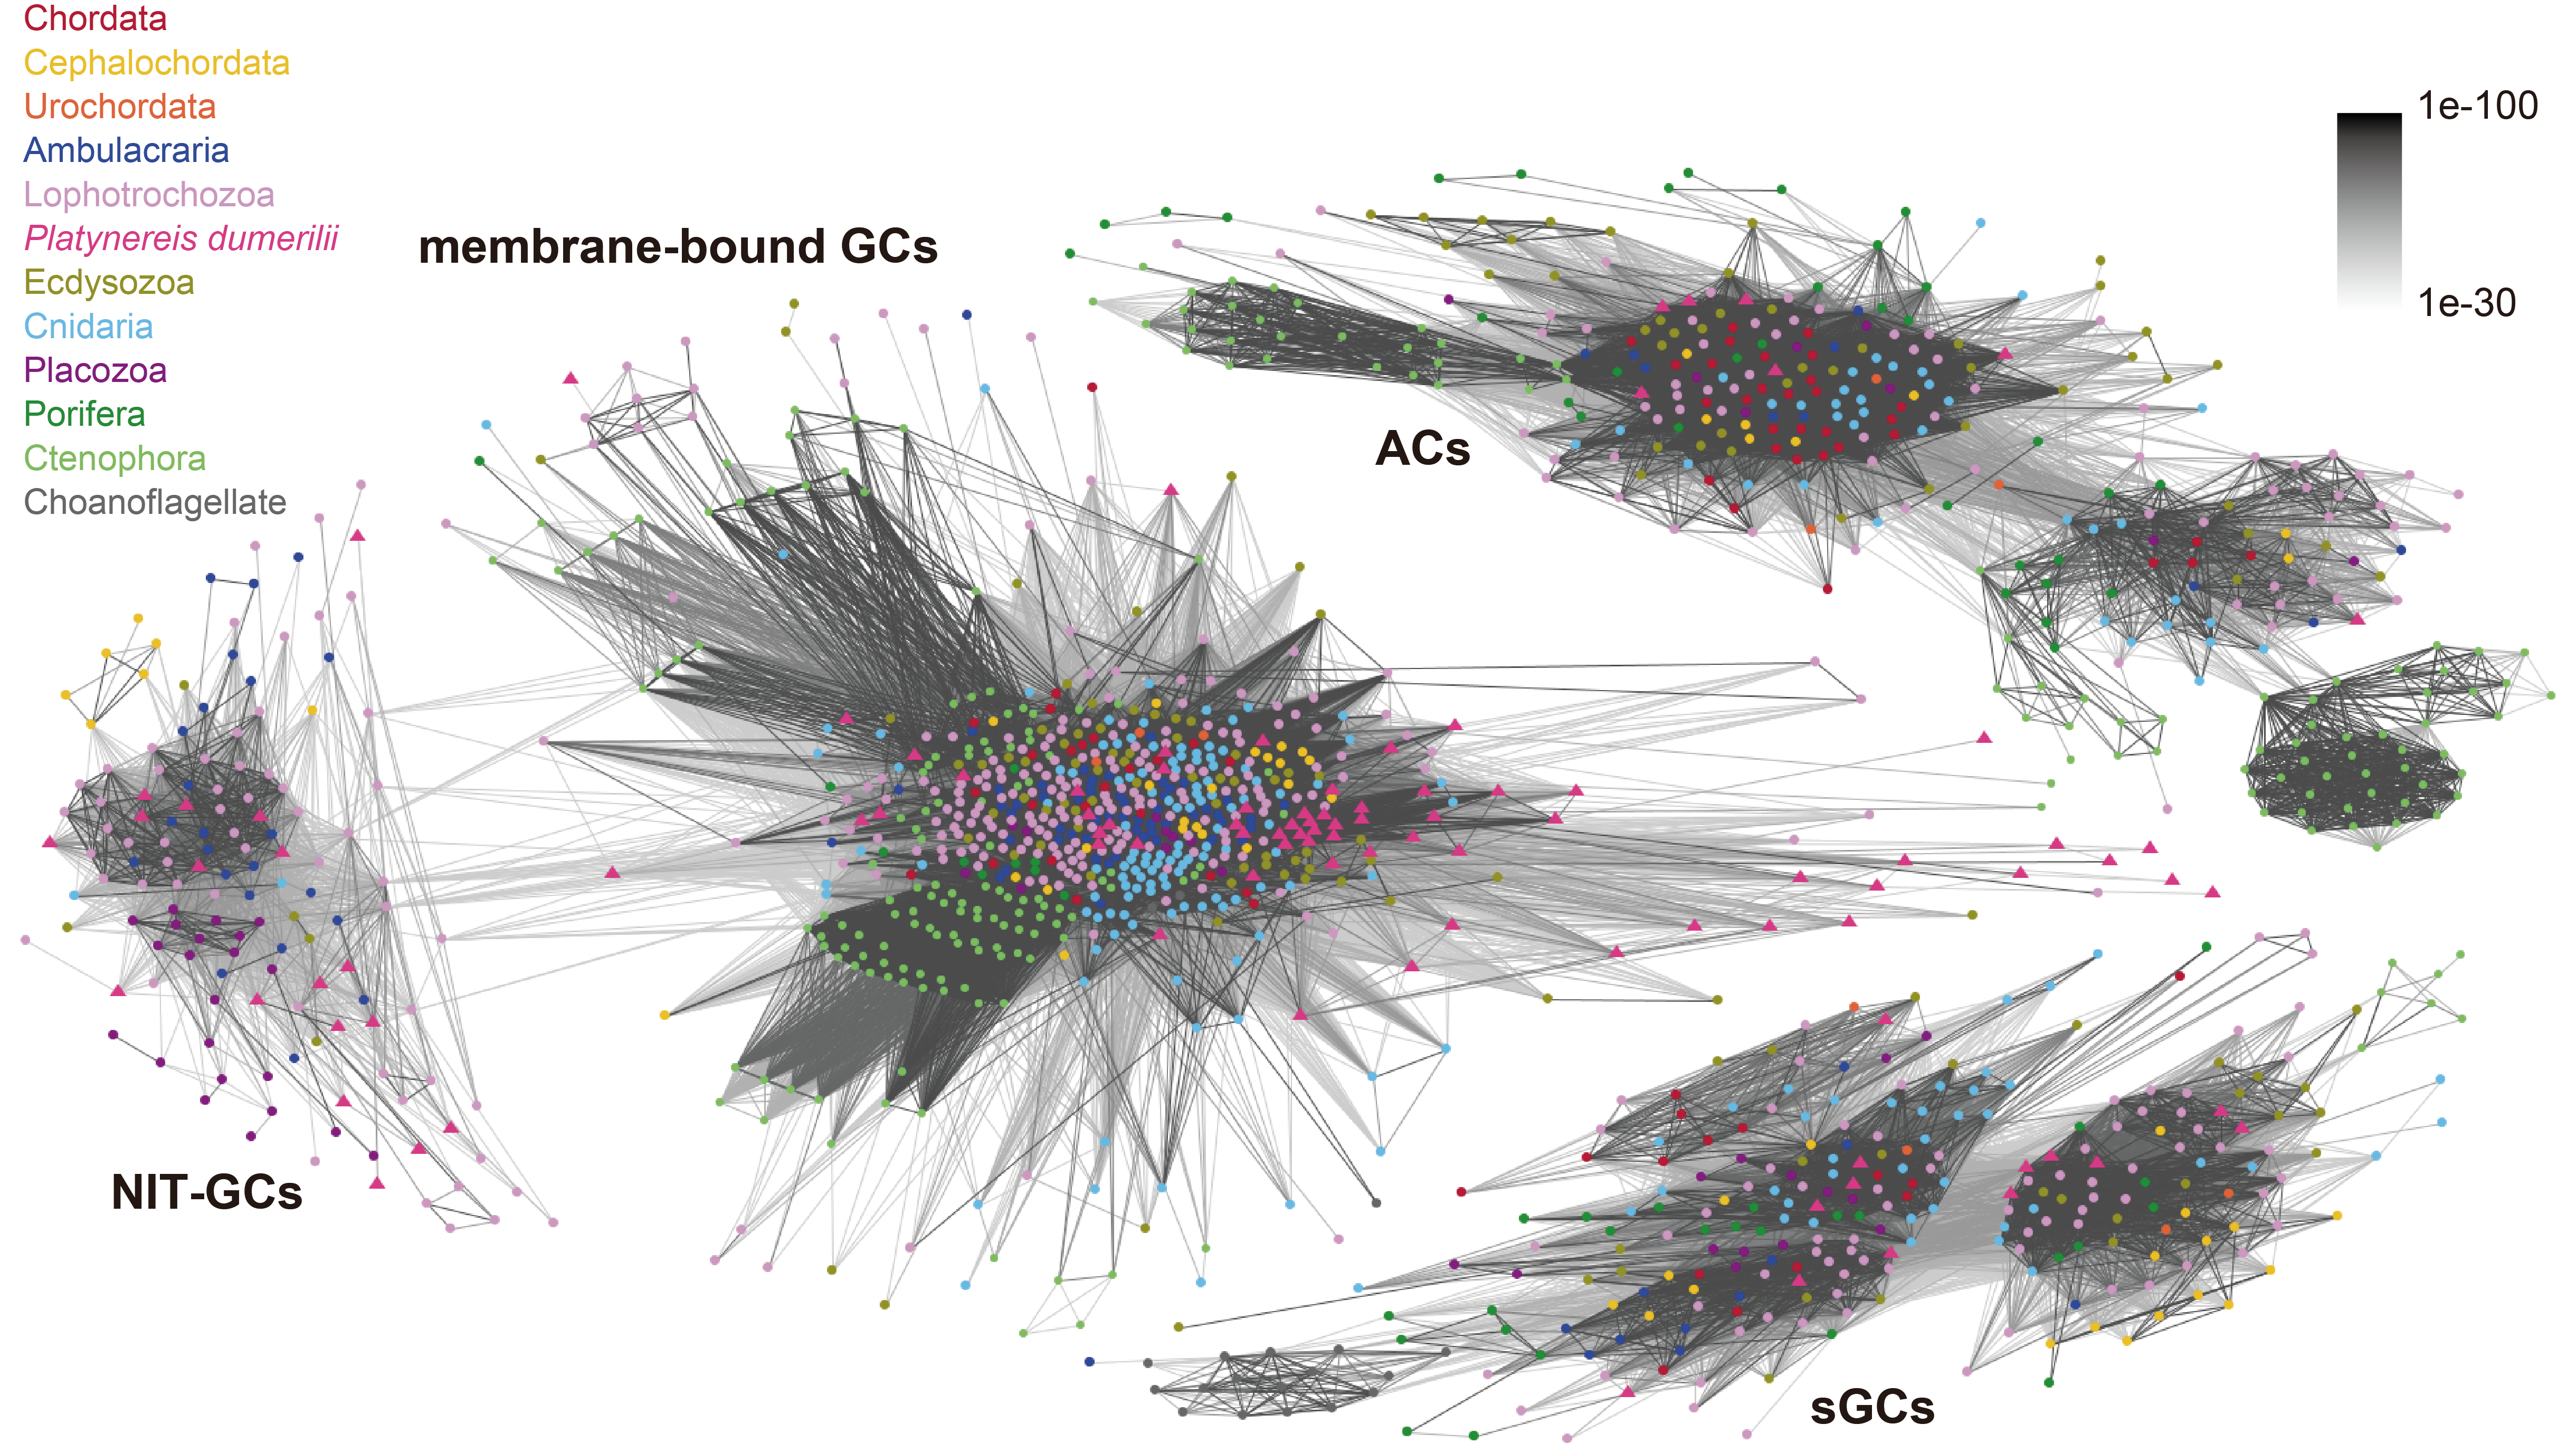 Chordata
Cephalochordata
Urochordata
Ambulacraria
Lophotrochozoa
Platynereis dumerilii
Ecdysozoa
Cnidaria
Placozoa
Porifera
Ctenophora
Choanoflagellate
membrane-bound GCs
ACs
1e-100
1e-30
NIT-GCs
sGCs